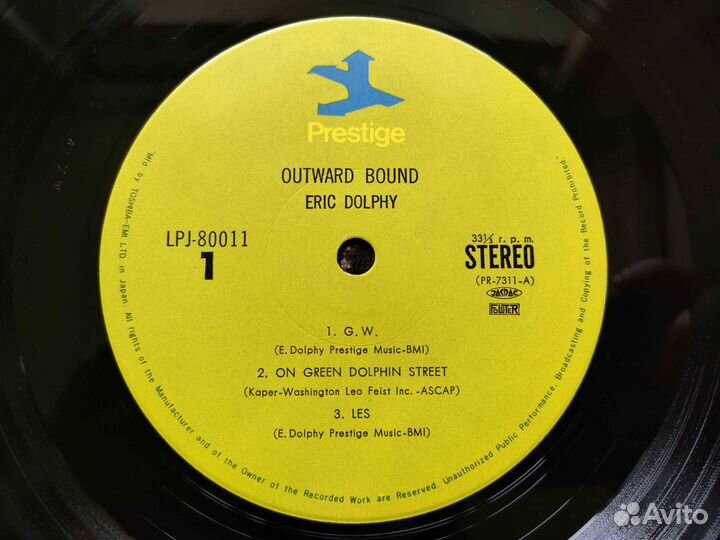 Prestige
OUTWARD BOUND
ERIC DOLPHY
LPJ-80011
1
33⅓ r. p. m.
STEREO
(PR-7311-A)
JASRAC
POLYSTER
1. G. W.
(E. Dolphy Prestige Music-BMI)
2. ON GREEN DOLPHIN STREET
(Kaper-Washington Leo Feist Inc. -ASCAP)
3. LES
(E. Dolphy Prestige Music-BMI)
"Mfd by TOSHIBA-EMI LTD. in Japan. All rights of the Manufacturer and of the Owner of the Recorded Work are Reserved. Unauthorized Public Performance, Broadcasting and Copying of the Record Prohibited"
Avito